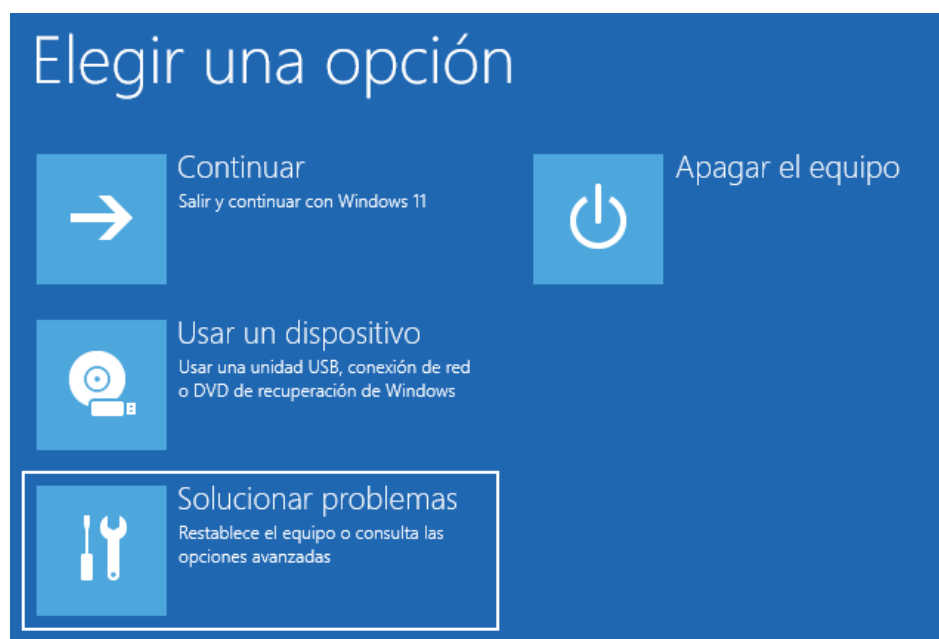 Elegir una opción
Continuar
Salir y continuar con Windows 11
Apagar el equipo
Usar un dispositivo
Usar una unidad USB, conexión de red
o DVD de recuperación de Windows
Solucionar problemas
Restablece el equipo o consulta las
opciones avanzadas